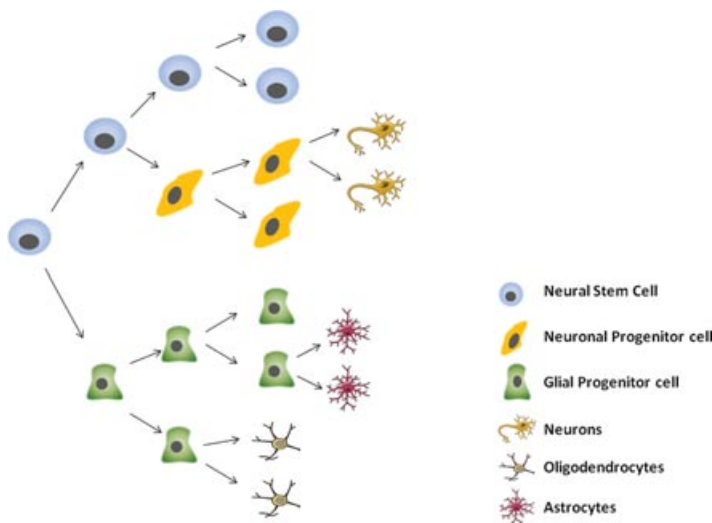 Neural Stem Cell
Neuronal Progenitor cell
Glial Progenitor cell
Neurons
Oligodendrocytes
Astrocytes